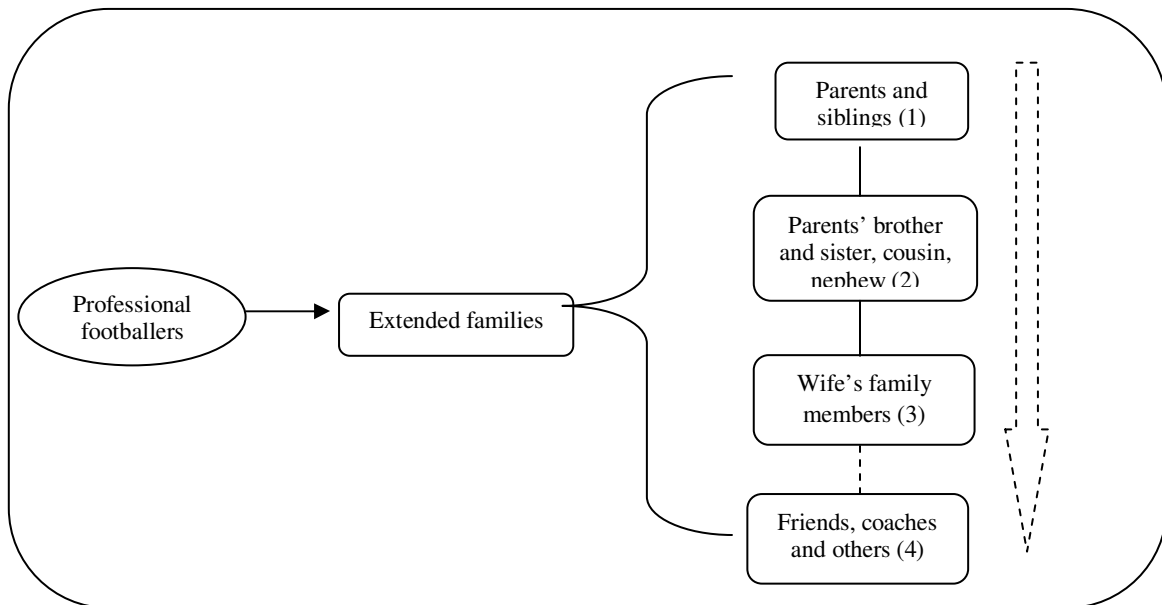 Professional
footballers
Extended families
Parents and
siblings (1)
Parents’ brother
and sister, cousin,
nephew (2)
Wife’s family
members (3)
Friends, coaches
and others (4)